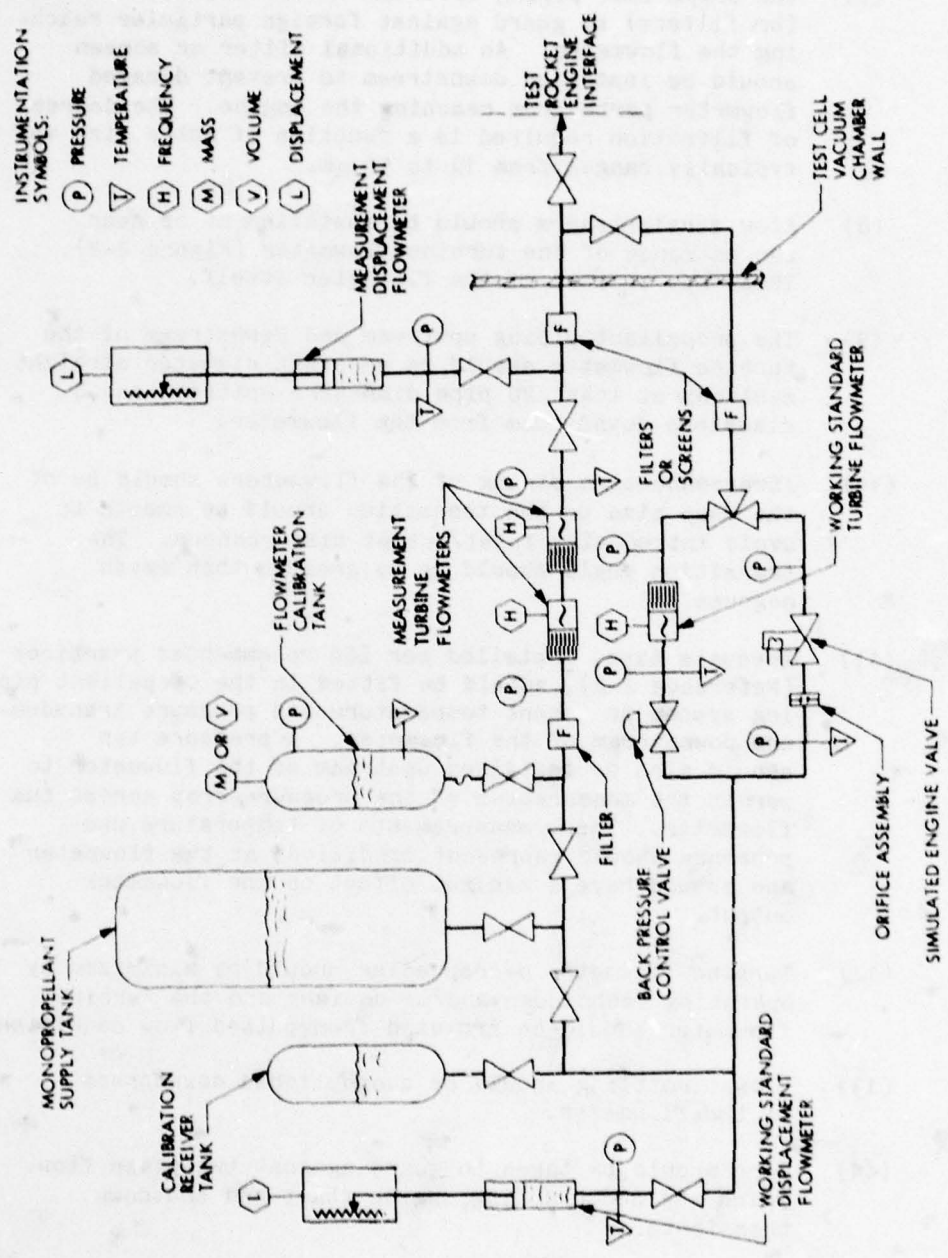 INSTRUMENTATION
SYMBOLS:
P PRESSURE
T TEMPERATURE
H FREQUENCY
M MASS
V VOLUME
L DISPLACEMENT
MONOPROPELLANT
SUPPLY TANK
CALIBRATION
RECEIVER
TANK
L
P
T
WORKING STANDARD
DISPLACEMENT
FLOWMETER
FLOWMETER
CALIBRATION
TANK
M OR V
P
T
FILTER
F
MEASUREMENT
TURBINE
FLOWMETERS
P
H
H
P
T
L
MEASUREMENT
DISPLACEMENT
FLOWMETER
P
T
FILTERS
OR
SCREENS
F
F
TEST
ROCKET
ENGINE
INTERFACE
TEST CELL
VACUUM
CHAMBER
WALL
BACK PRESSURE
CONTROL VALVE
P
T
H
P
WORKING STANDARD
TURBINE FLOWMETER
P
T
P
ORIFICE ASSEMBLY
SIMULATED ENGINE VALVE